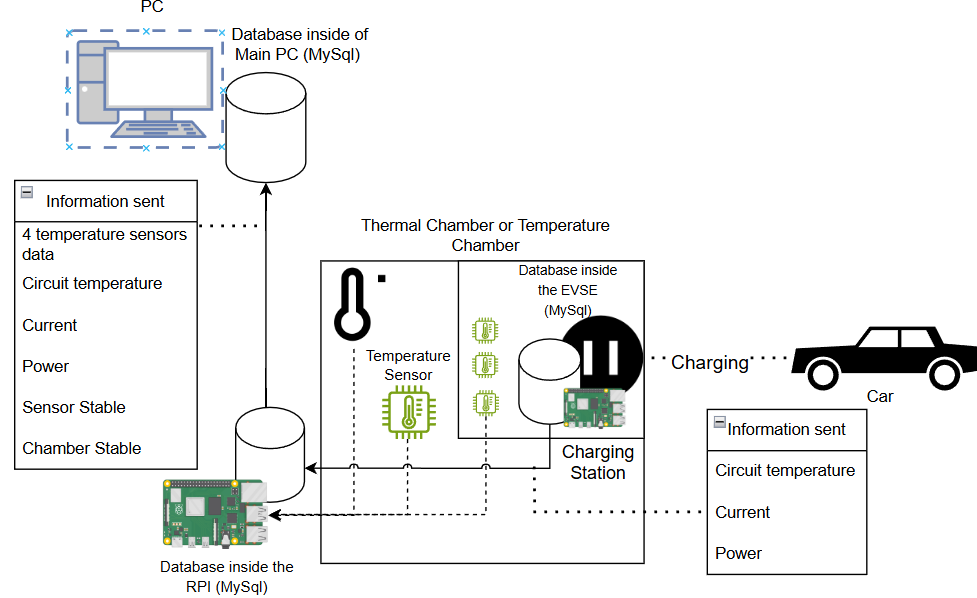 PC
Database inside of
Main PC (MySql)
Information sent
4 temperature sensors
data
Circuit temperature
Current
Power
Sensor Stable
Chamber Stable
Thermal Chamber or Temperature
Chamber
Database inside
the EVSE
(MySql)
Temperature
Sensor
Charging
Car
Charging
Station
Information sent
Circuit temperature
Current
Power
Database inside the
RPI (MySql)